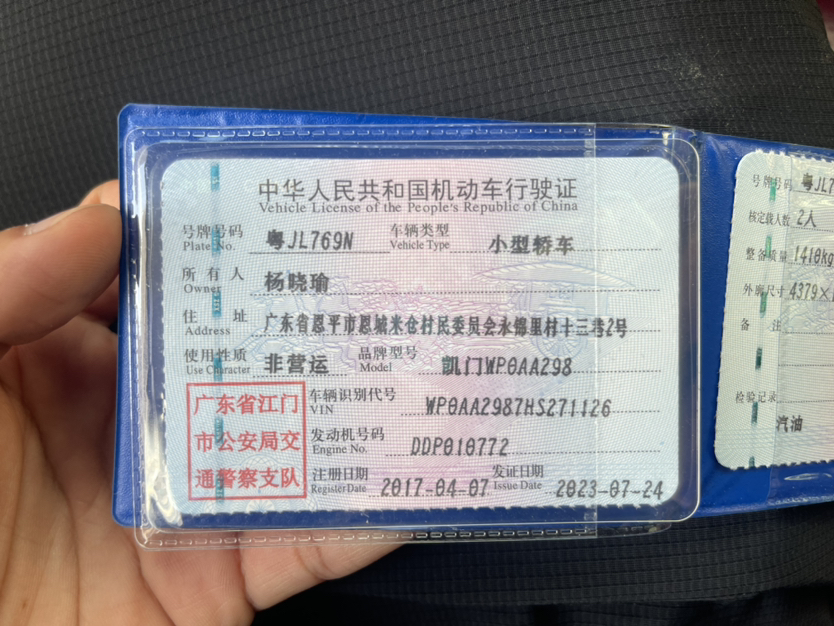 中华人民共和国机动车行驶证
Vehicle License of the People's Republic of China
号牌号码 粤JL769N 车辆类型 小型轿车
Plate No. Vehicle Type
所有人 杨晓瑜
Owner
住址 广东省恩平市恩城米仓村民委员会永锦里村十三巷2号
Address
使用性质 非营运 品牌型号 凯门WP0AA298
Use Character Model
广东省江门
市公安局交
通警察支队
车辆识别代号 WP0AA2987HS271126
VIN
发动机号码 DDP010772
Engine No.
注册日期 2017-04-07 发证日期 2023-07-24
Register Date Issue Date
号牌号码 粤JL7
核定载人数 2人
整备质量 1410kg
外廓尺寸 4379×
备注
检验记录
汽油